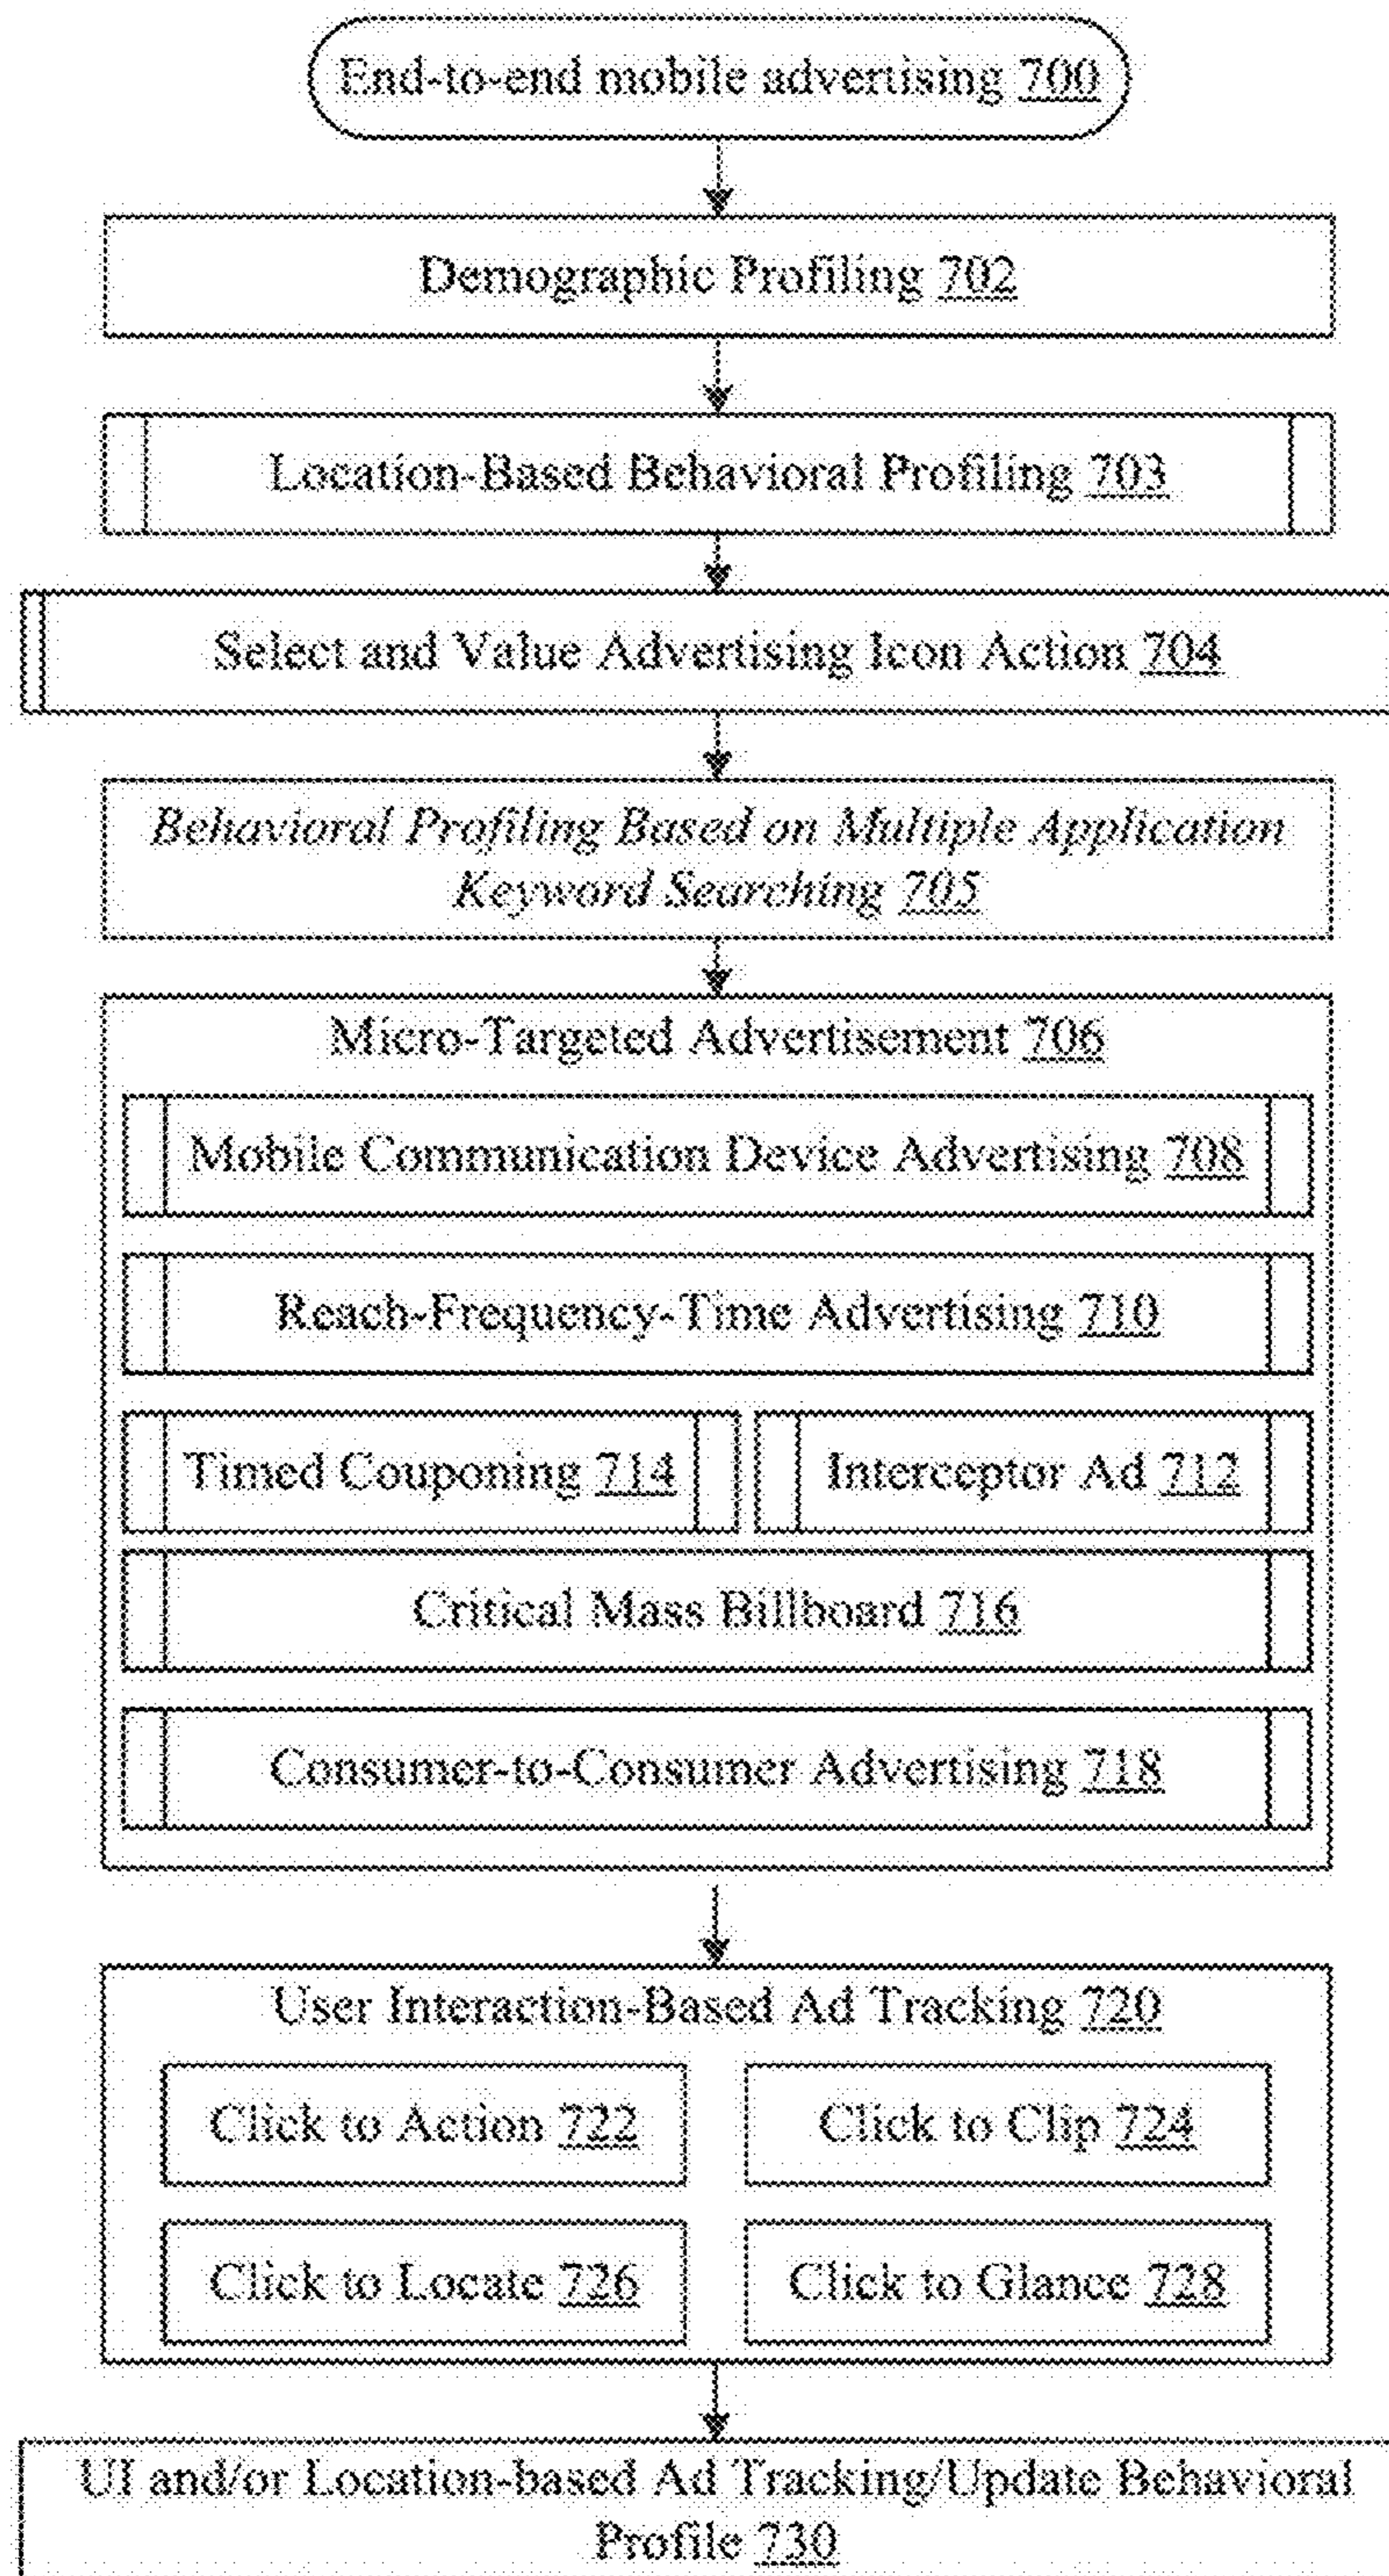 End-to-end mobile advertising 700
Demographic Profiling 702
Location-Based Behavioral Profiling 703
Select and Value Advertising Icon Action 704
Behavioral Profiling Based on Multiple Application
Keyword Searching 705
Micro-Targeted Advertisement 706
Mobile Communication Device Advertising 708
Reach-Frequency-Time Advertising 710
Timed Couponing 714
Interceptor Ad 712
Critical Mass Billboard 716
Consumer-to-Consumer Advertising 718
User Interaction-Based Ad Tracking 720
Click to Action 722
Click to Clip 724
Click to Locate 726
Click to Glance 728
UI and/or Location-based Ad Tracking/Update Behavioral
Profile 730